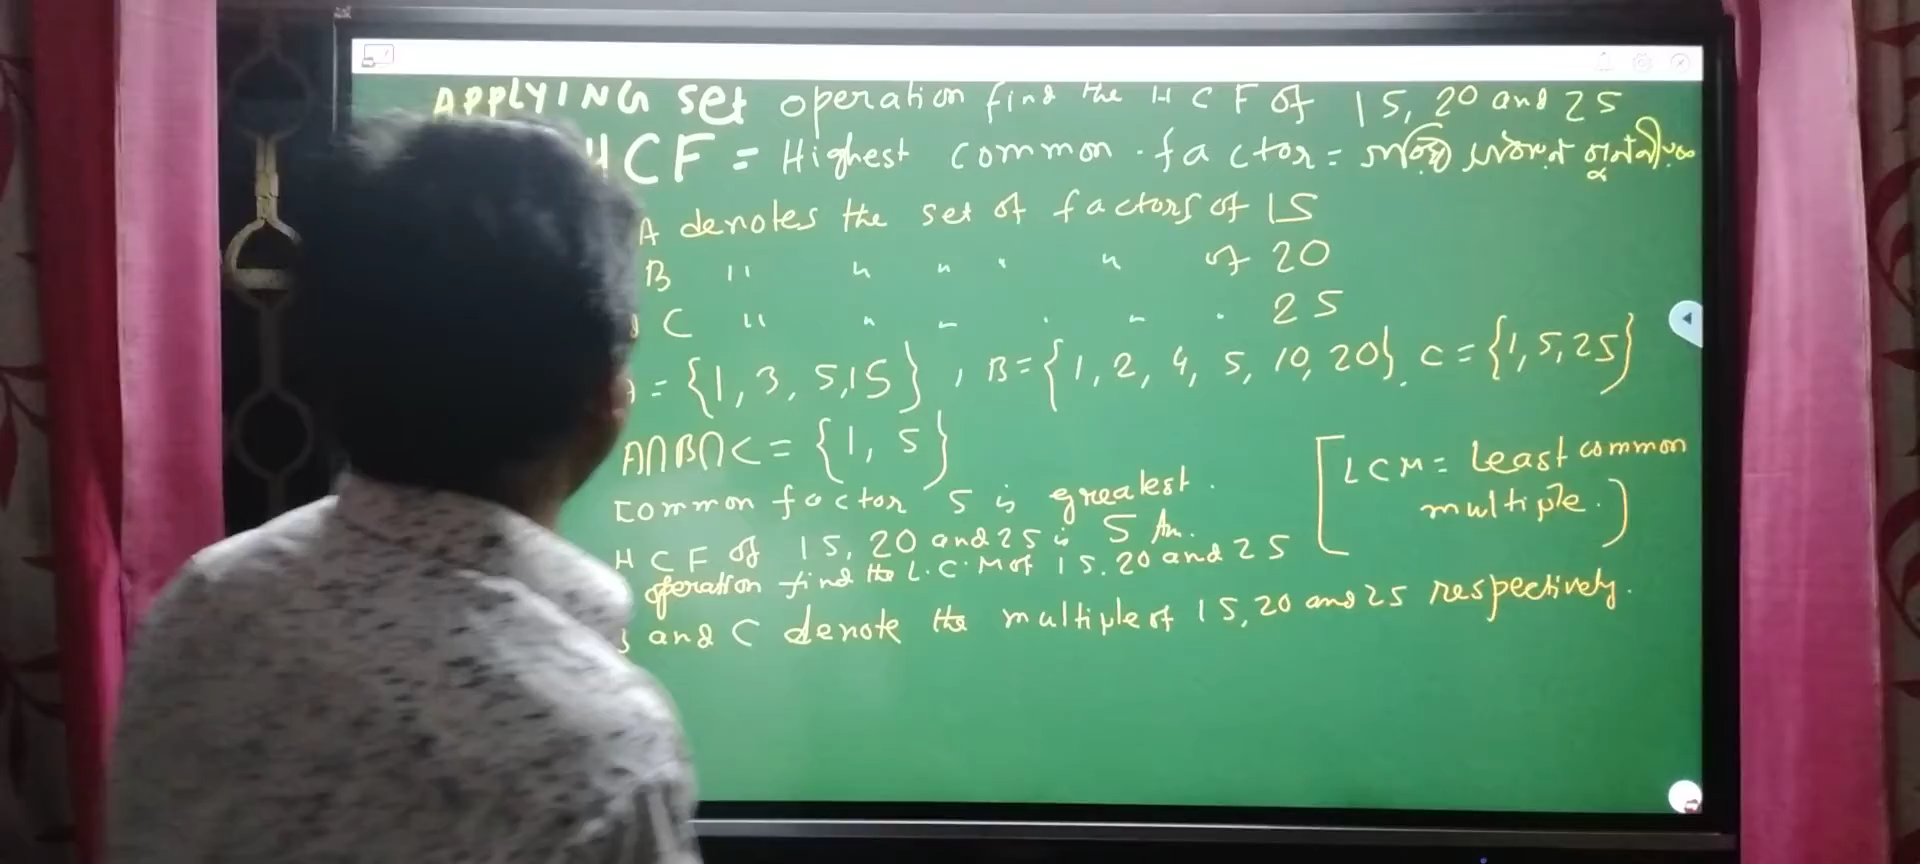 APPLYING set operation find the HCF of 15, 20 and 25
HCF = Highest common factor =
A denotes the set of factors of 15
B " " " " " of 20
C " " " " " " 25
= {1, 3, 5, 15}, B = {1, 2, 4, 5, 10, 20}, C = {1, 5, 25}
A∩B∩C = {1, 5}
common factor 5 is greatest.
[LCM = Least common
multiple.)
HCF of 15, 20 and 25 is 5 An.
operation find the L.C.M of 15. 20 and 25
and C denote the multiple of 15, 20 and 25 respectively.